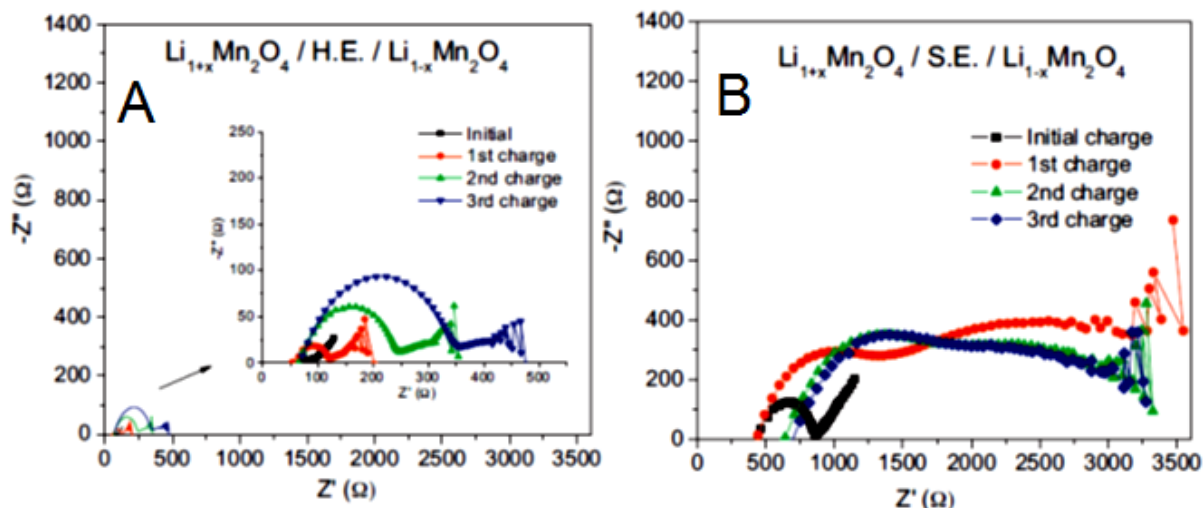 A
Li1+xMn2O4 / H.E. / Li1-xMn2O4
-Z" (Ω)
1400
1200
1000
800
600
400
200
0
0 500 1000 1500 2000 2500 3000 3500
Z' (Ω)
Initial
1st charge
2nd charge
3rd charge
-Z" (Ω)
250
200
150
100
50
0
0 100 200 300 400 500
Z' (Ω)
B
Li1+xMn2O4 / S.E. / Li1-xMn2O4
Initial charge
1st charge
2nd charge
3rd charge
-Z" (Ω)
1400
1200
1000
800
600
400
200
0
0 500 1000 1500 2000 2500 3000 3500
Z' (Ω)